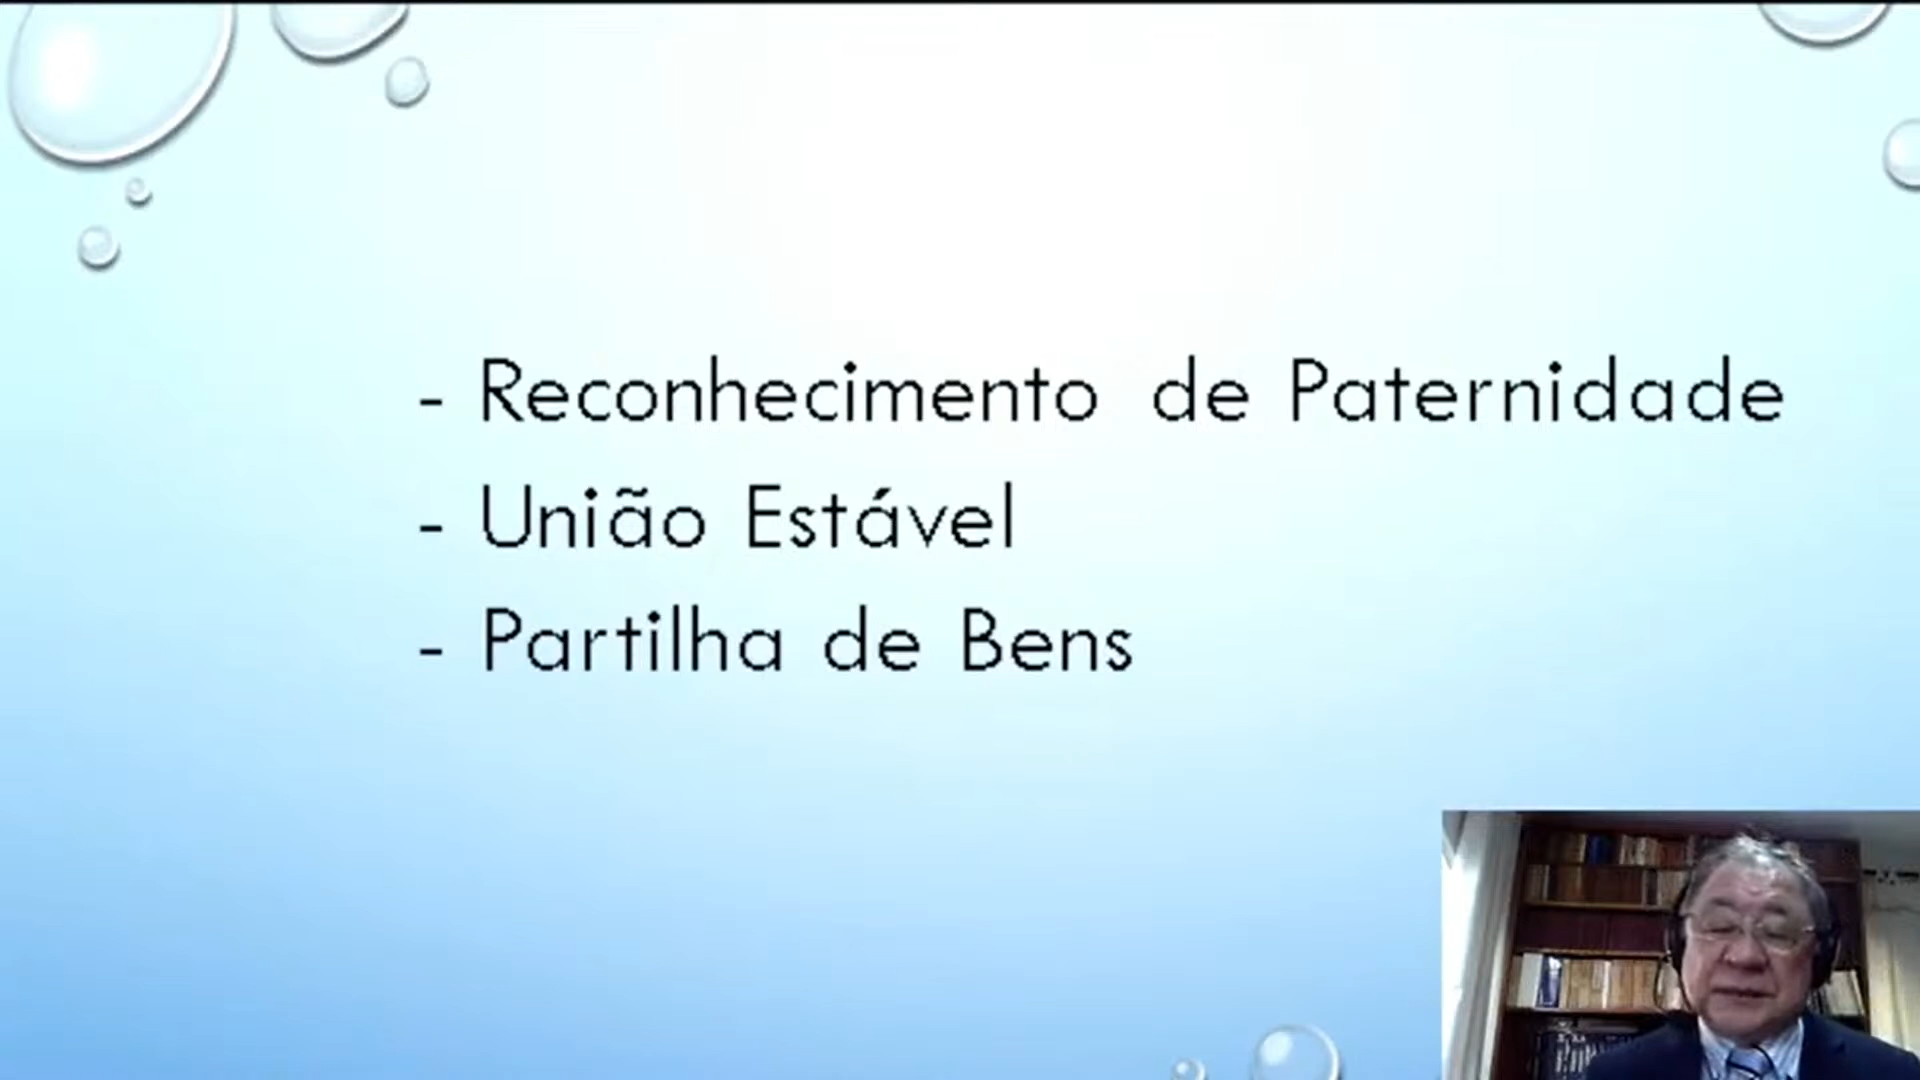 - Reconhecimento de Paternidade
- União Estável
- Partilha de Bens